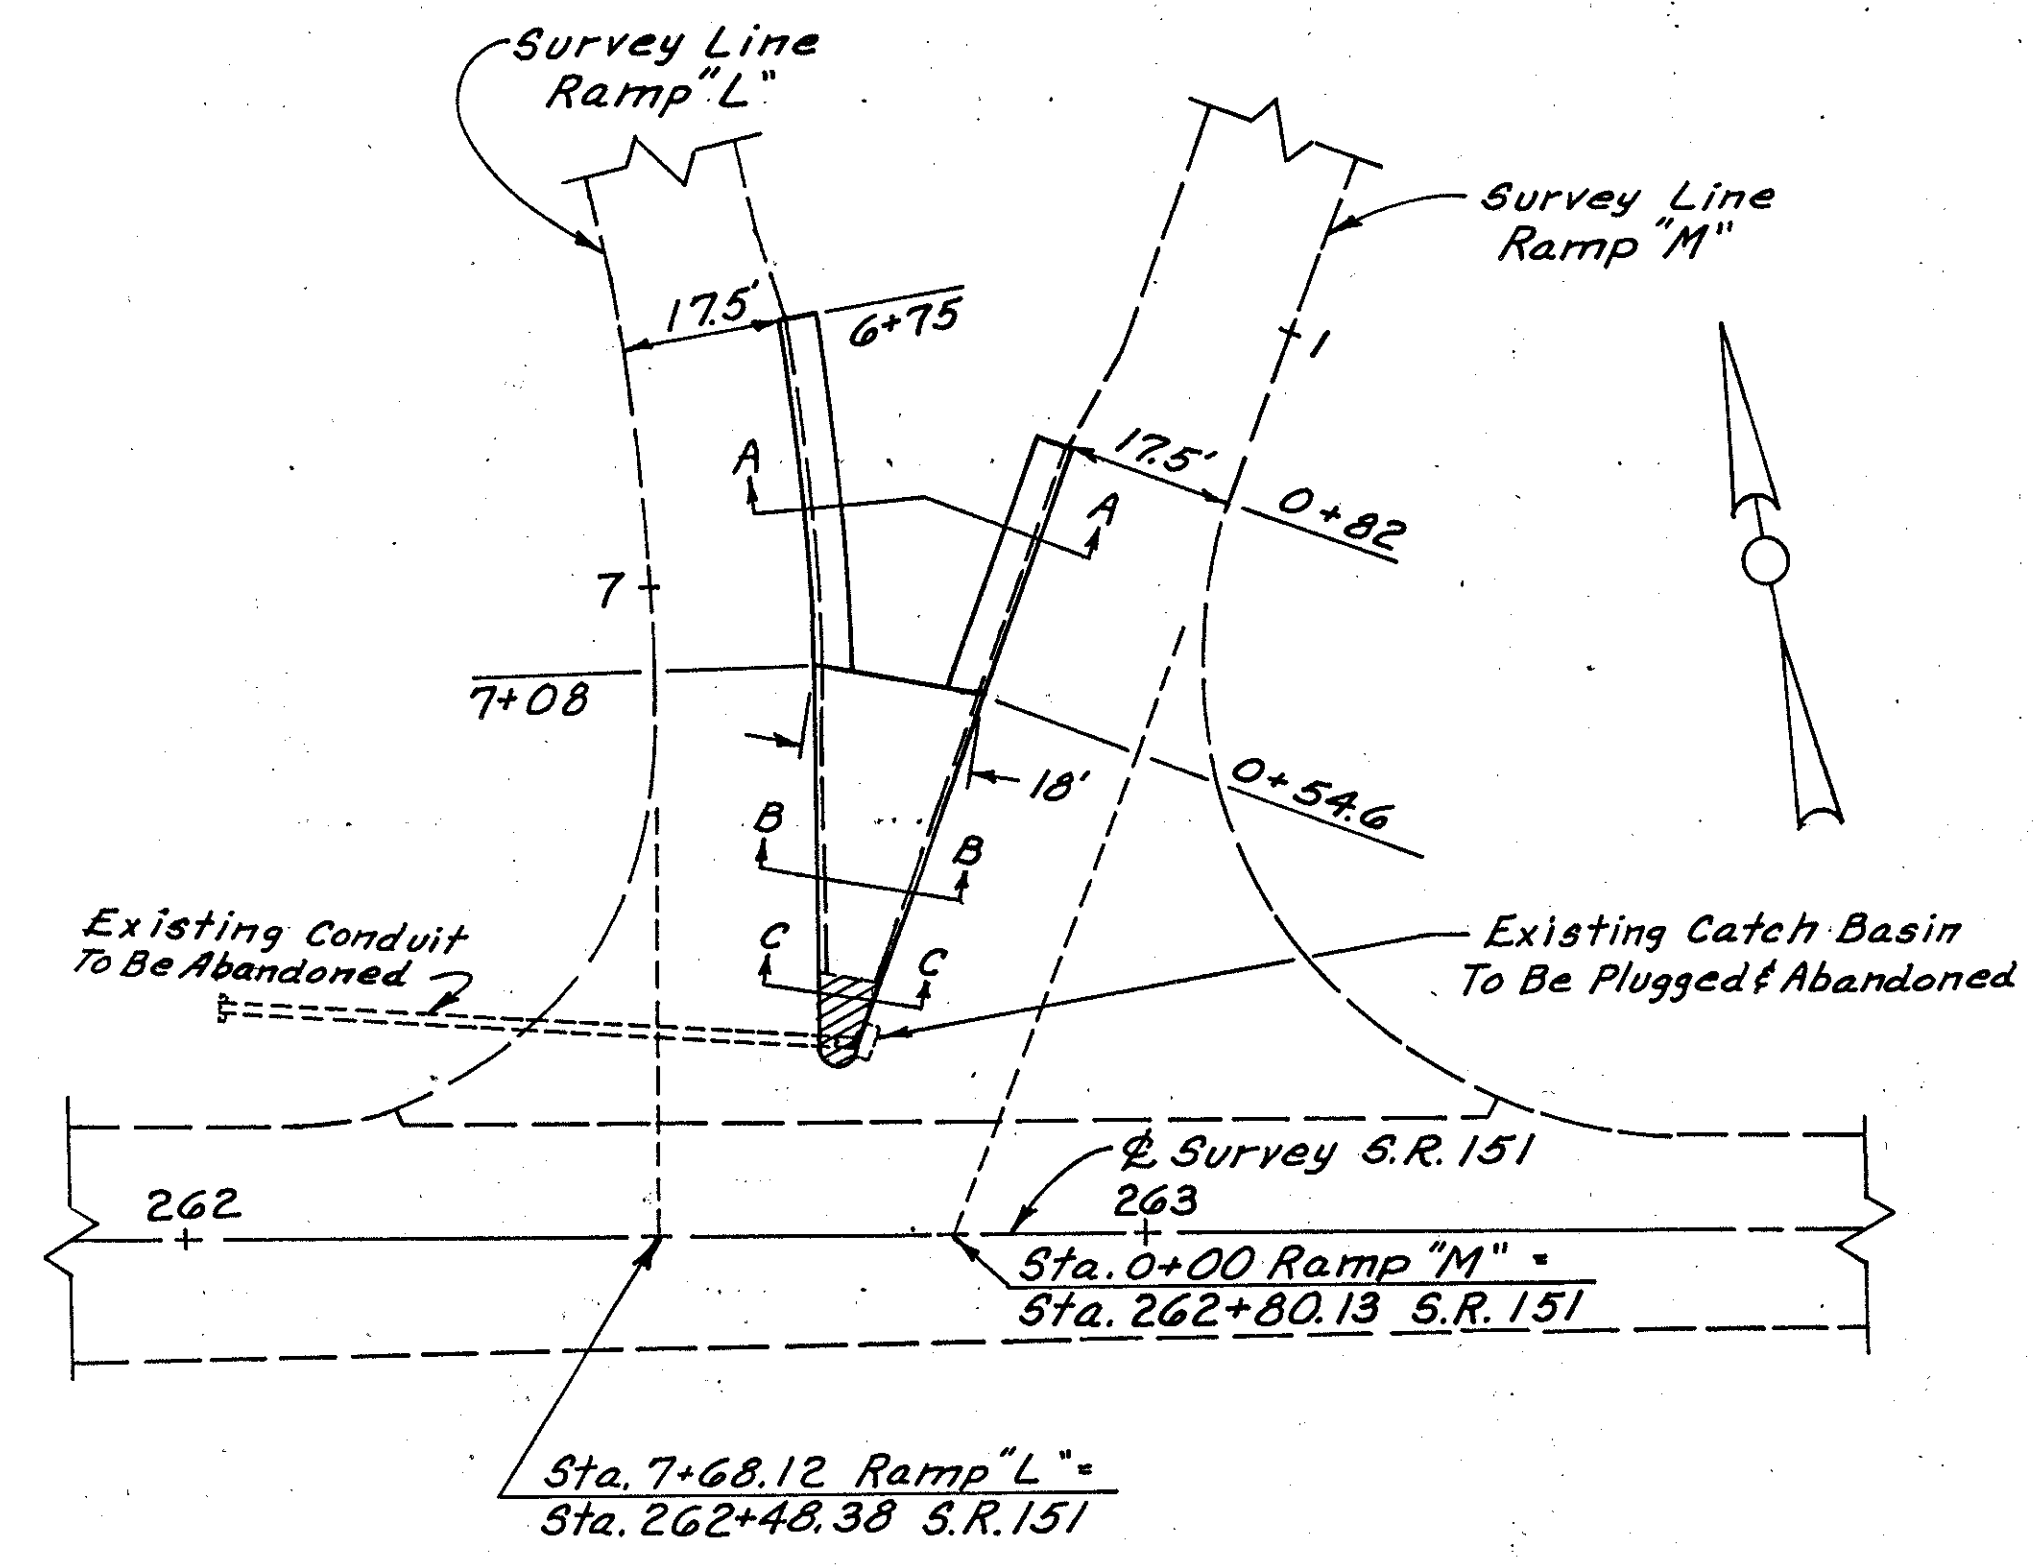 Survey Line
Ramp "L"
Survey Line
Ramp "M"
17.5'
6+75
1
A
17.5'
A
0+82
7
7+08
18'
0+54.6
B
B
Existing Conduit
To Be Abandoned
C
C
Existing Catch Basin
To Be Plugged & Abandoned
℄ Survey S.R. 151
262
263
Sta. 0+00 Ramp "M" =
Sta. 262+80.13 S.R. 151
Sta. 7+68.12 Ramp "L" =
Sta. 262+48.38 S.R. 151